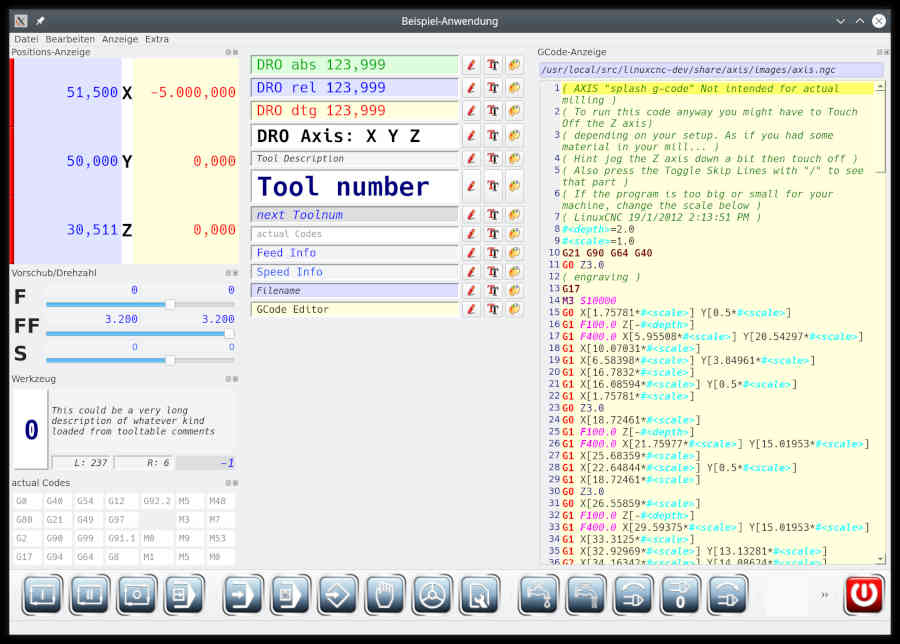 Beispiel-Anwendung
Datei Bearbeiten Anzeige Extra
Positions-Anzeige
51,500 X -5.000,000
50,000 Y 0,000
30,511 Z 0,000
Vorschub/Drehzahl
F 0 0
FF 3.200 3.200
S 0 0
Werkzeug
0
This could be a very long
description of whatever kind
loaded from tooltable comments
L: 237 R: 6 -1
actual Codes
G0 G40 G54 G12 G92.2 M5 M48
G80 G21 G49 G97 M3 M7
G2 G90 G99 G91.1 M0 M9 M53
G17 G94 G64 G8 M1 M5 M0
DRO abs 123,999
DRO rel 123,999
DRO dtg 123,999
DRO Axis: X Y Z
Tool Description
Tool number
next Toolnum
actual Codes
Feed Info
Speed Info
Filename
GCode Editor
GCode-Anzeige
/usr/local/src/linuxcnc-dev/share/axis/images/axis.ngc
1 ( AXIS "splash g-code" Not intended for actual
milling )
2 ( To run this code anyway you might have to Touch
Off the Z axis)
3 ( depending on your setup. As if you had some
material in your mill... )
4 ( Hint jog the Z axis down a bit then touch off )
5 ( Also press the Toggle Skip Lines with "/" to see
that part )
6 ( If the program is too big or small for your
machine, change the scale below )
7 ( LinuxCNC 19/1/2012 2:13:51 PM )
8 #<depth>=2.0
9 #<scale>=1.0
10 G21 G90 G64 G40
11 G0 Z3.0
12 ( engraving )
13 G17
14 M3 S10000
15 G0 X[1.75781*#<scale>] Y[0.5*#<scale>]
16 G1 F100.0 Z[-#<depth>]
17 G1 F400.0 X[5.95508*#<scale>] Y[20.54297*#<scale>]
18 G1 X[10.07031*#<scale>]
19 G1 X[6.58398*#<scale>] Y[3.84961*#<scale>]
20 G1 X[16.7832*#<scale>]
21 G1 X[16.08594*#<scale>] Y[0.5*#<scale>]
22 G1 X[1.75781*#<scale>]
23 G0 Z3.0
24 G0 X[18.72461*#<scale>]
25 G1 F100.0 Z[-#<depth>]
26 G1 F400.0 X[21.75977*#<scale>] Y[15.01953*#<scale>]
27 G1 X[25.68359*#<scale>]
28 G1 X[22.64844*#<scale>] Y[0.5*#<scale>]
29 G1 X[18.72461*#<scale>]
30 G0 Z3.0
31 G0 X[26.55859*#<scale>]
32 G1 F100.0 Z[-#<depth>]
33 G1 F400.0 X[29.59375*#<scale>] Y[15.01953*#<scale>]
34 G1 X[33.3125*#<scale>]
35 G1 X[32.92969*#<scale>] Y[13.13281*#<scale>]
36 G2 X[34.16342*#<scale>] Y[14.08624*#<scale>]
0